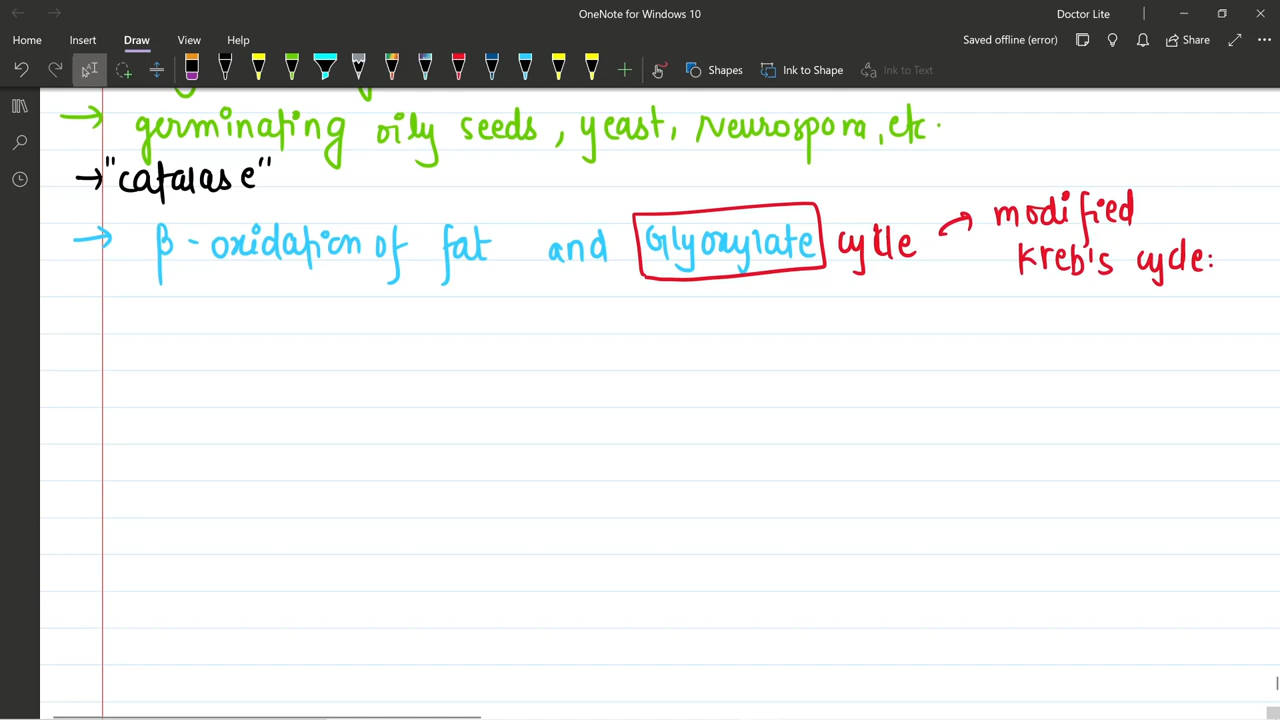 OneNote for Windows 10
Doctor Lite
Home Insert Draw View Help
Saved offline (error)
Share
Shapes
Ink to Shape
Ink to Text
→ germinating oily seeds, yeast, Neurospora, etc.
→ "catalase"
→ β - oxidation of fat and Glyoxylate cycle → modified
Kreb's cycle: